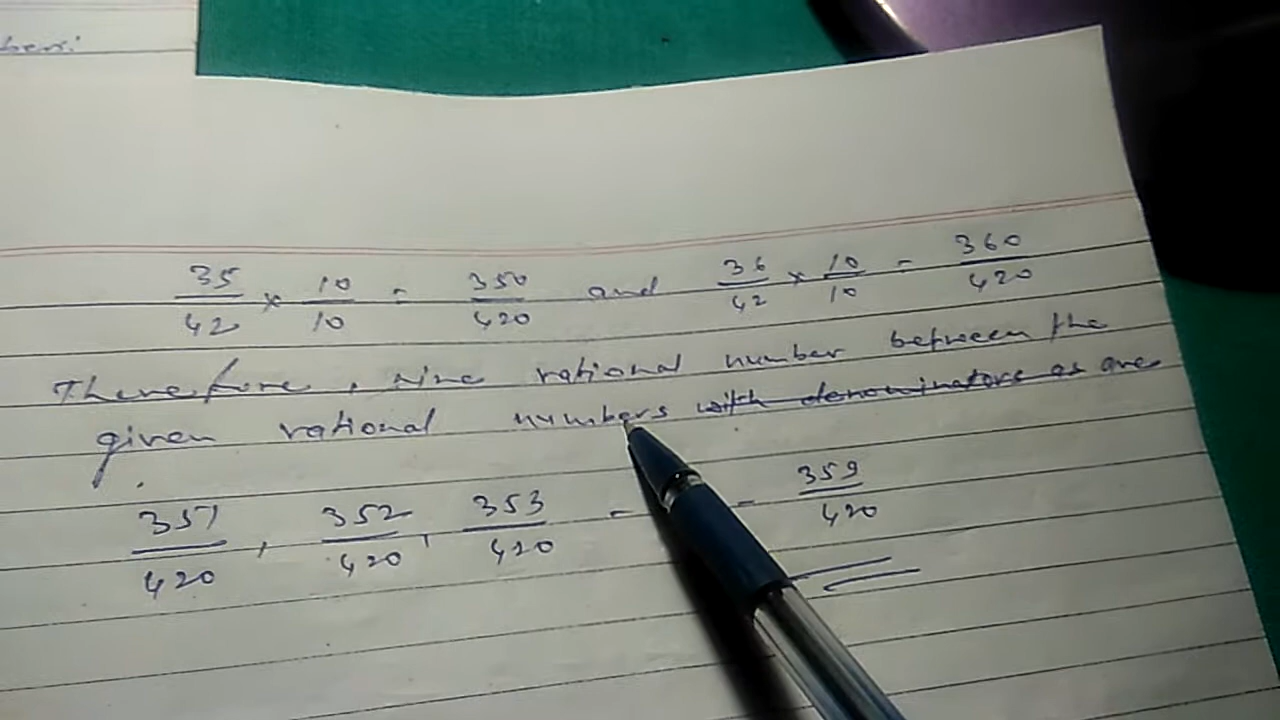 bers:
35/42 × 10/10 = 350/420 and 36/42 × 10/10 = 360/420
Therefore, nine rational number between the
given rational numbers with denominators as are
351/420, 352/420, 353/420 - - 359/420